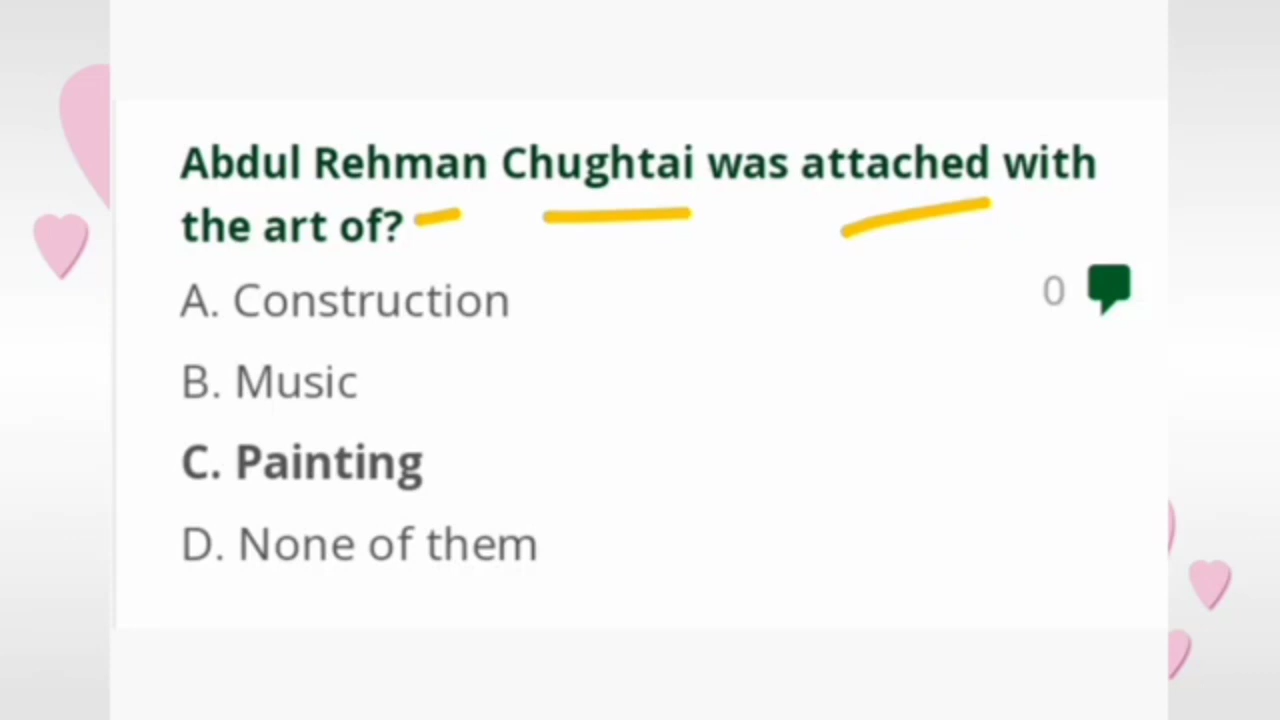 Abdul Rehman Chughtai was attached with
the art of?
A. Construction
0
B. Music
C. Painting
D. None of them